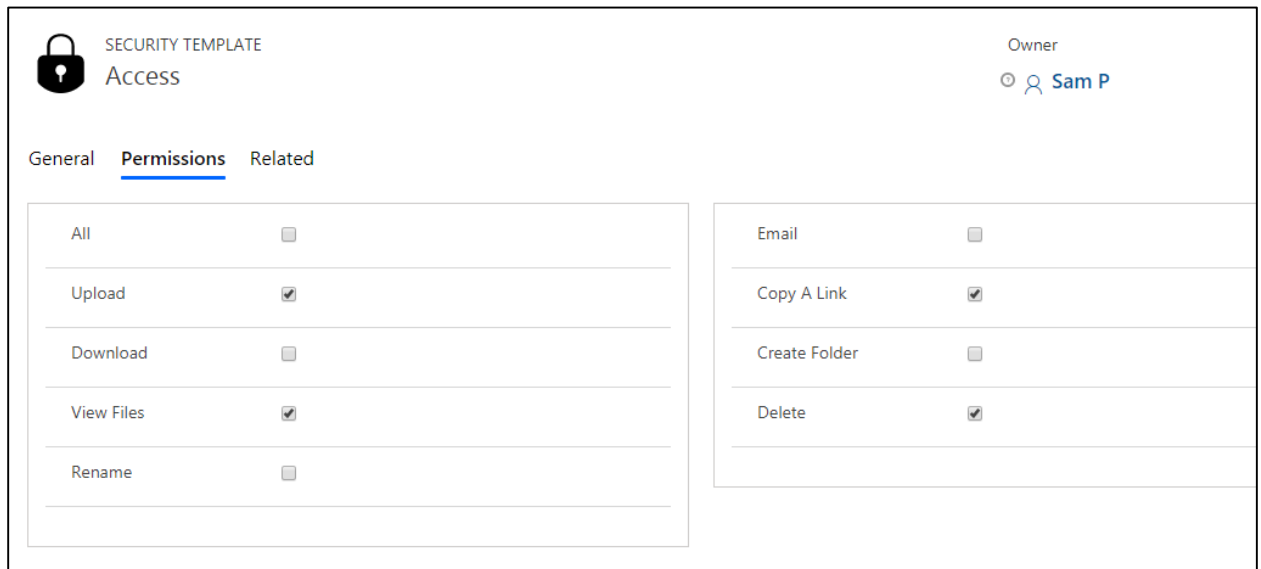 SECURITY TEMPLATE
Access
Owner
Sam P
General Permissions Related
All
Upload
Download
View Files
Rename
Email
Copy A Link
Create Folder
Delete